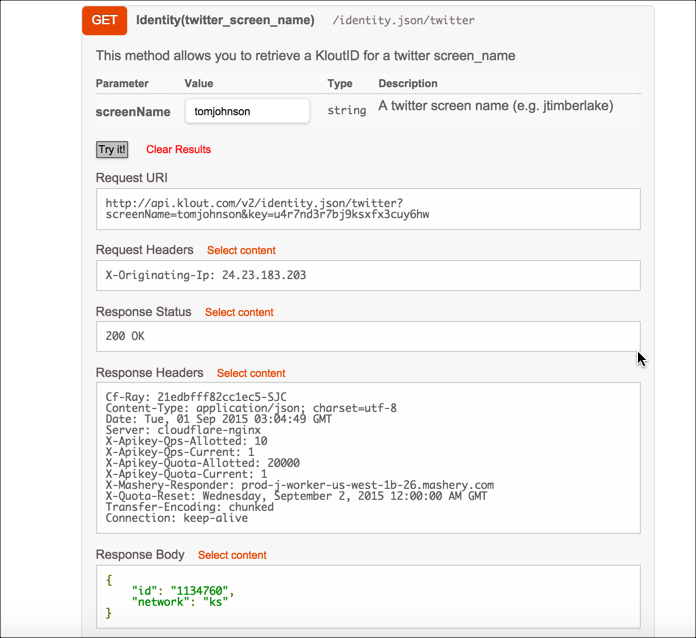 GET Identity(twitter_screen_name) /identity.json/twitter
This method allows you to retrieve a KloutID for a twitter screen_name
Parameter Value Type Description
screenName tomjohnson string A twitter screen name (e.g. jtimberlake)
Try it! Clear Results
Request URI
http://api.klout.com/v2/identity.json/twitter?
screenName=tomjohnson&key=u4r7nd3r7bj9ksxfx3cuy6hw
Request Headers Select content
X-Originating-Ip: 24.23.183.203
Response Status Select content
200 OK
Response Headers Select content
Cf-Ray: 21edbfff82cc1ec5-SJC
Content-Type: application/json; charset=utf-8
Date: Tue, 01 Sep 2015 03:04:49 GMT
Server: cloudflare-nginx
X-Apikey-Qps-Allotted: 10
X-Apikey-Qps-Current: 1
X-Apikey-Quota-Allotted: 20000
X-Apikey-Quota-Current: 1
X-Mashery-Responder: prod-j-worker-us-west-1b-26.mashery.com
X-Quota-Reset: Wednesday, September 2, 2015 12:00:00 AM GMT
Transfer-Encoding: chunked
Connection: keep-alive
Response Body Select content
{
"id": "1134760",
"network": "ks"
}